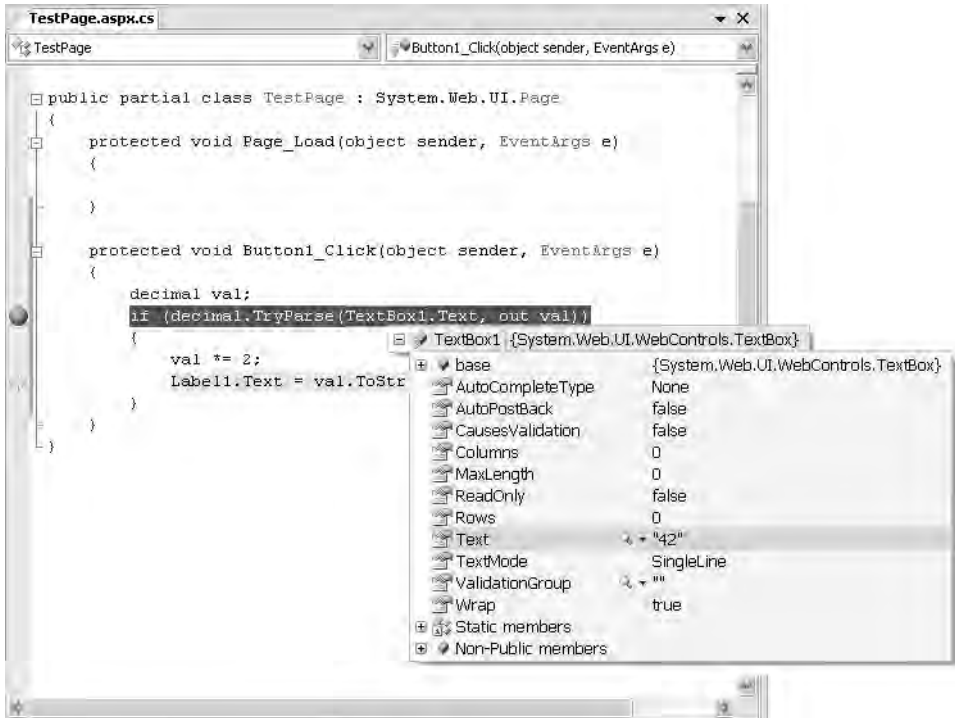 TestPage.aspx.cs
TestPage
Button1_Click(object sender, EventArgs e)
public partial class TestPage : System.Web.UI.Page
{
protected void Page_Load(object sender, EventArgs e)
{
}
protected void Button1_Click(object sender, EventArgs e)
{
decimal val;
if (decimal.TryParse(TextBox1.Text, out val))
{
TextBox1 {System.Web.UI.WebControls.TextBox}
val *= 2;
base {System.Web.UI.WebControls.TextBox}
Label1.Text = val.ToStr
AutoCompleteType None
}
AutoPostBack false
}
CausesValidation false
}
Columns 0
MaxLength 0
ReadOnly false
Rows 0
Text "42"
TextMode SingleLine
ValidationGroup ""
Wrap true
Static members
Non-Public members